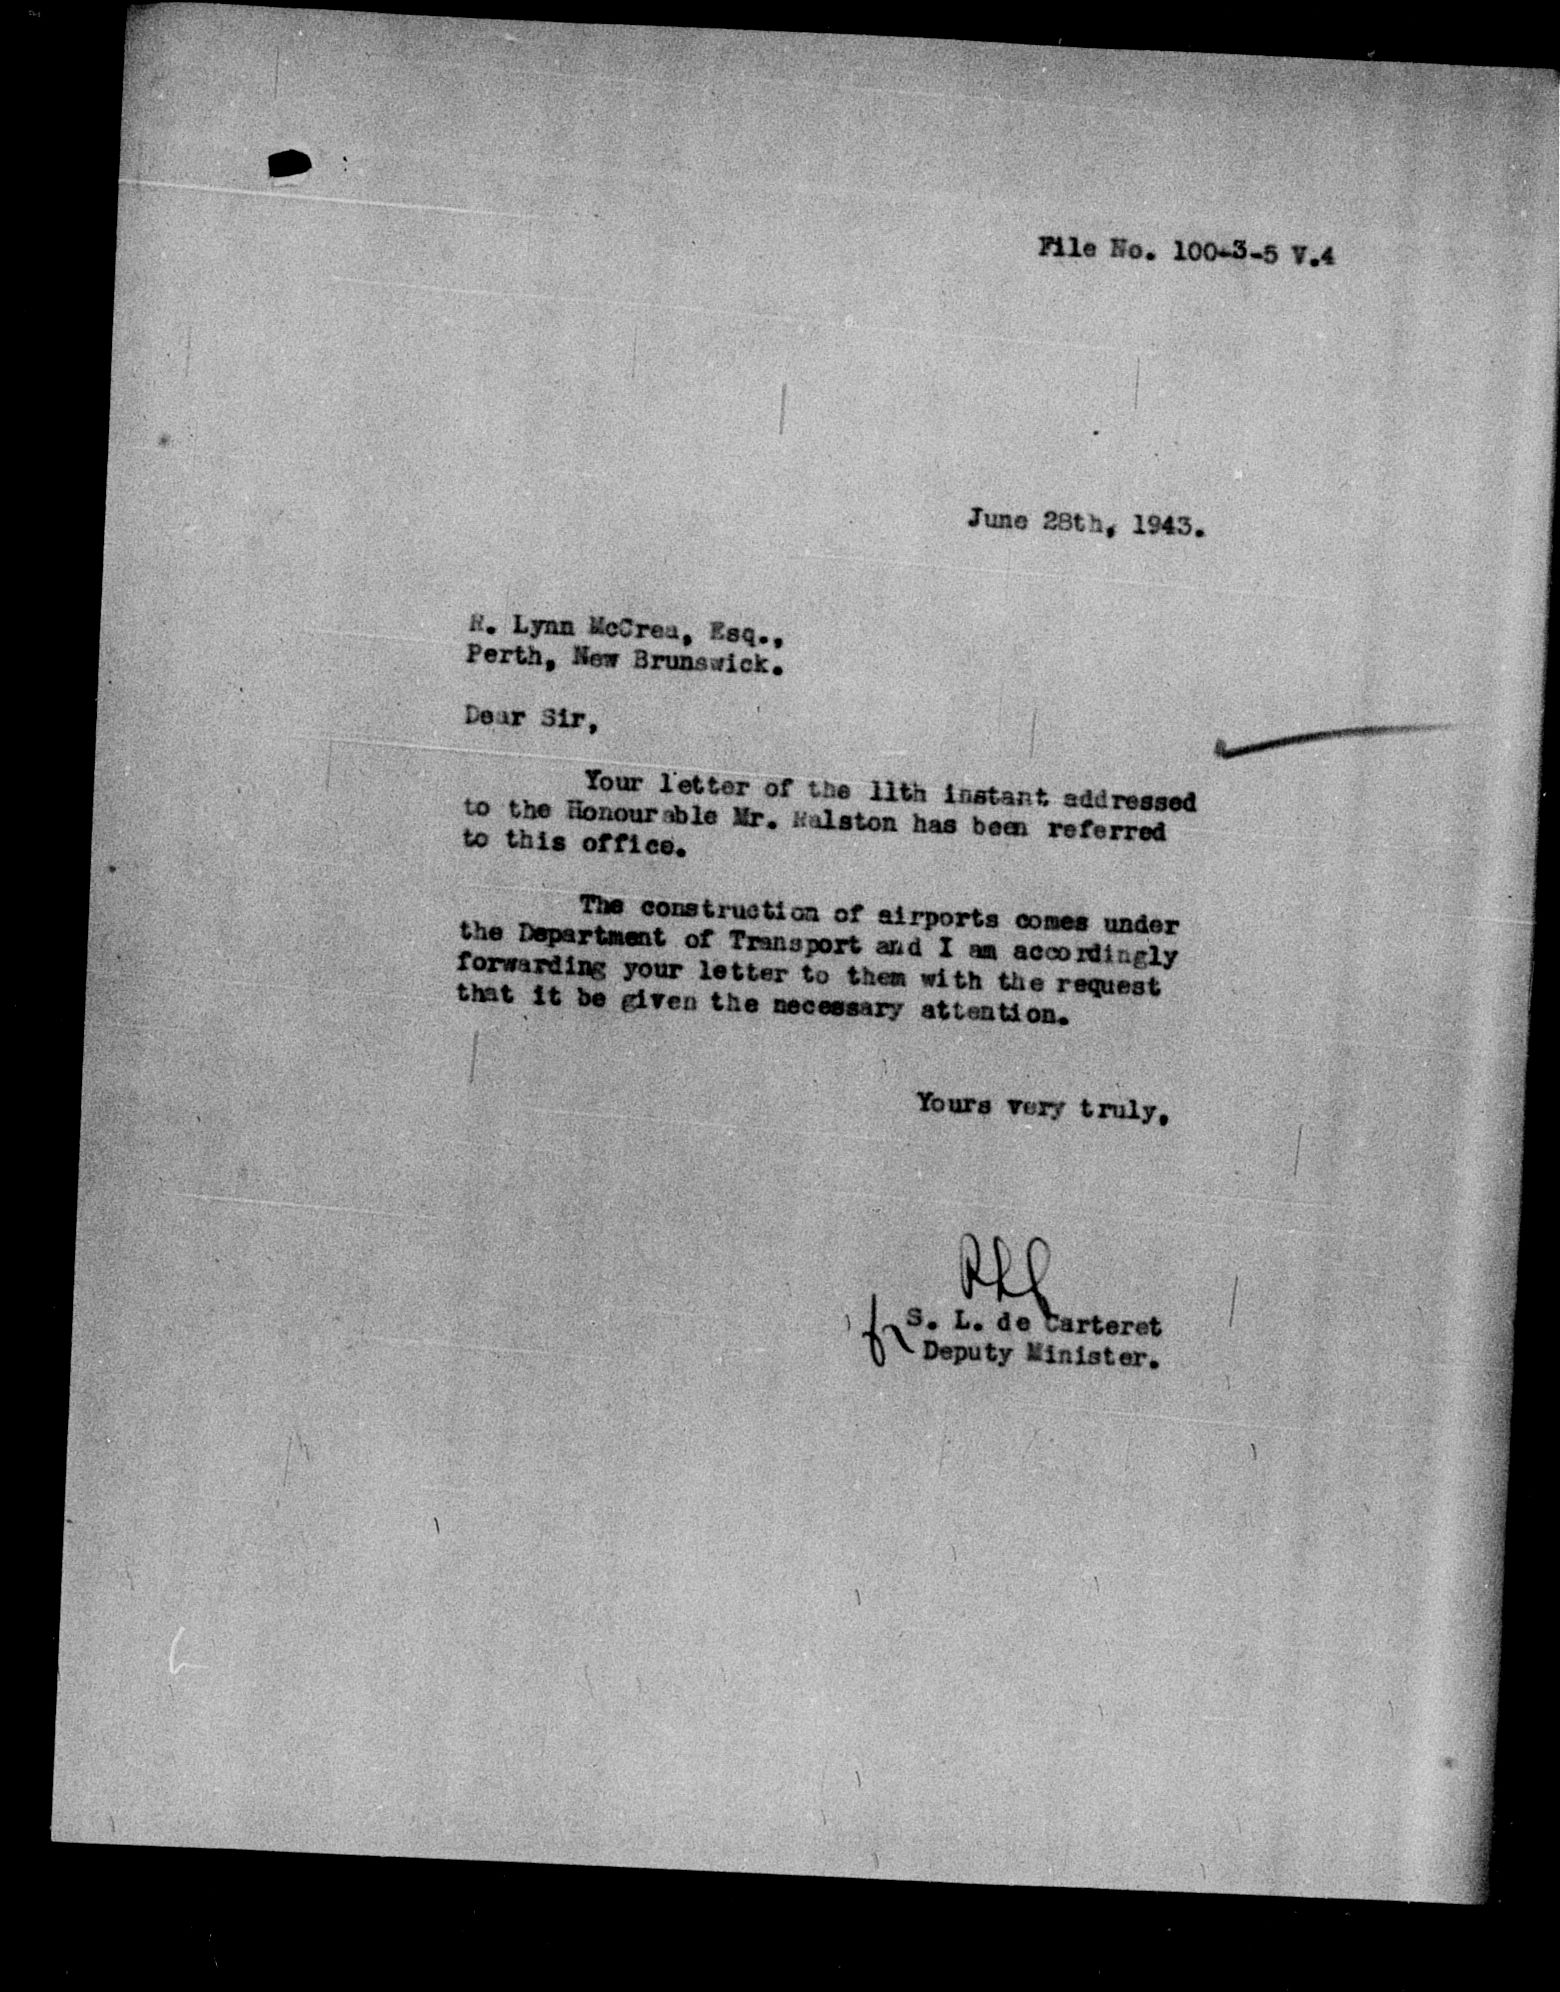 File No. 100-3-5 V.4
June 28th, 1943.
R. Lynn McCrea, Esq.,
Perth, New Brunswick.
Dear Sir,
Your letter of the 11th instant addressed
to the Honourable Mr. Ralston has been referred
to this office.
The construction of airports comes under
the Department of Transport and I am accordingly
forwarding your letter to them with the request
that it be given the necessary attention.
Yours very truly,
S. L. de Carteret
Deputy Minister.